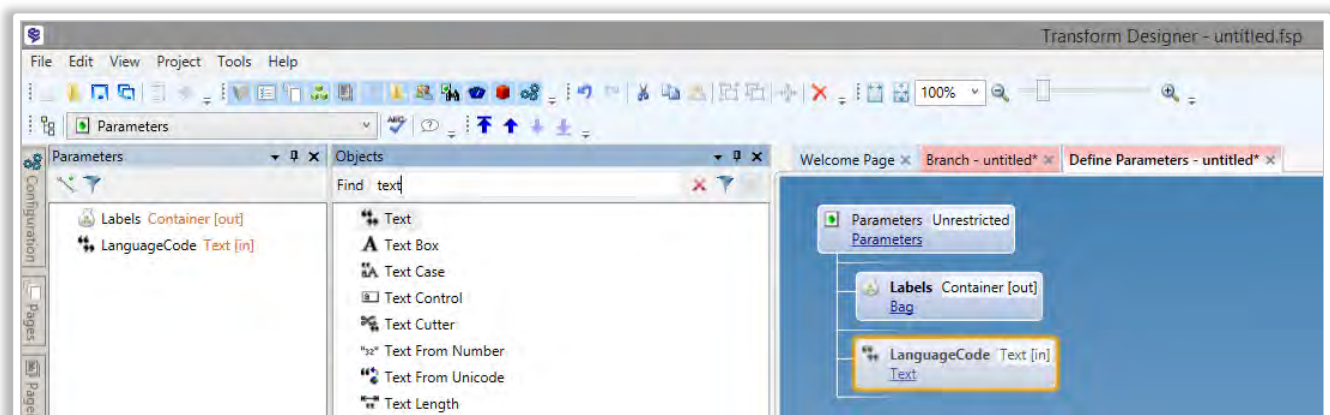 Transform Designer - untitled.fsp
File Edit View Project Tools Help
100%
Parameters
ABC
Parameters
Objects
Welcome Page
Branch - untitled*
Define Parameters - untitled*
Configuration
Find text
Labels Container [out]
LanguageCode Text [in]
Text
A Text Box
Text Case
Text Control
Text Cutter
Text From Number
Text From Unicode
Text Length
Parameters Unrestricted
Parameters
Labels Container [out]
Bag
LanguageCode Text [in]
Text
Pages